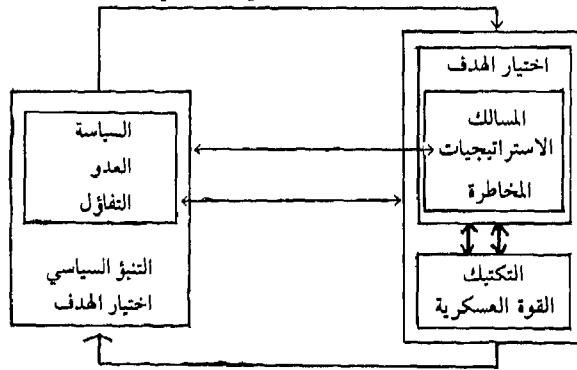 اختيار الهدف
المسالك
الاستراتيجيات
المخاطرة
التكتيك
القوة العسكرية
السياسة
العدو
التفاؤل
التنبؤ السياسي
اختيار الهدف